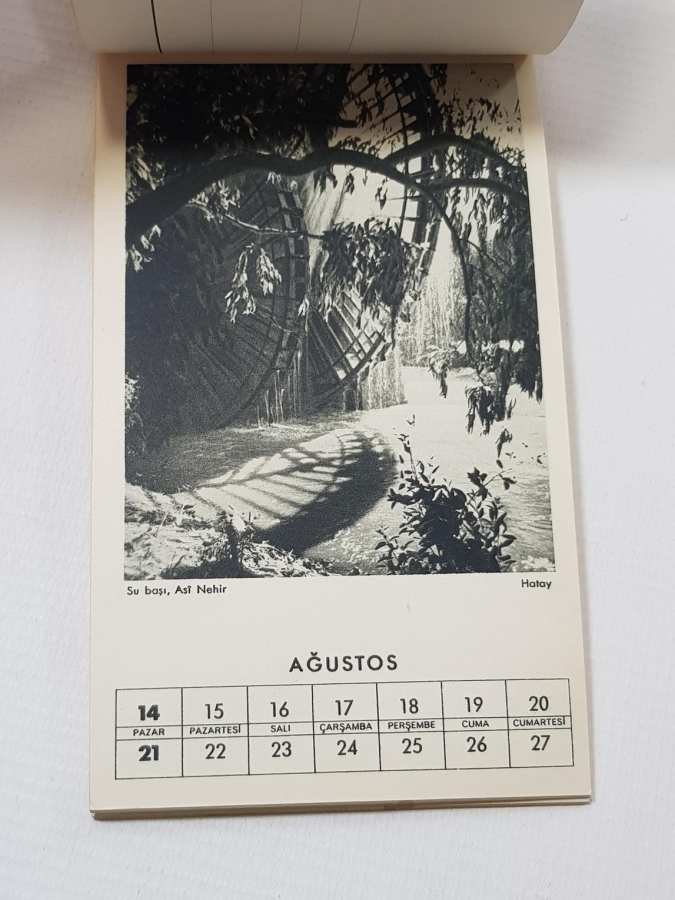 Su başı, Asî Nehir
Hatay
AĞUSTOS
14 15 16 17 18 19 20
PAZAR PAZARTESİ SALI ÇARŞAMBA PERŞEMBE CUMA CUMARTESİ
21 22 23 24 25 26 27